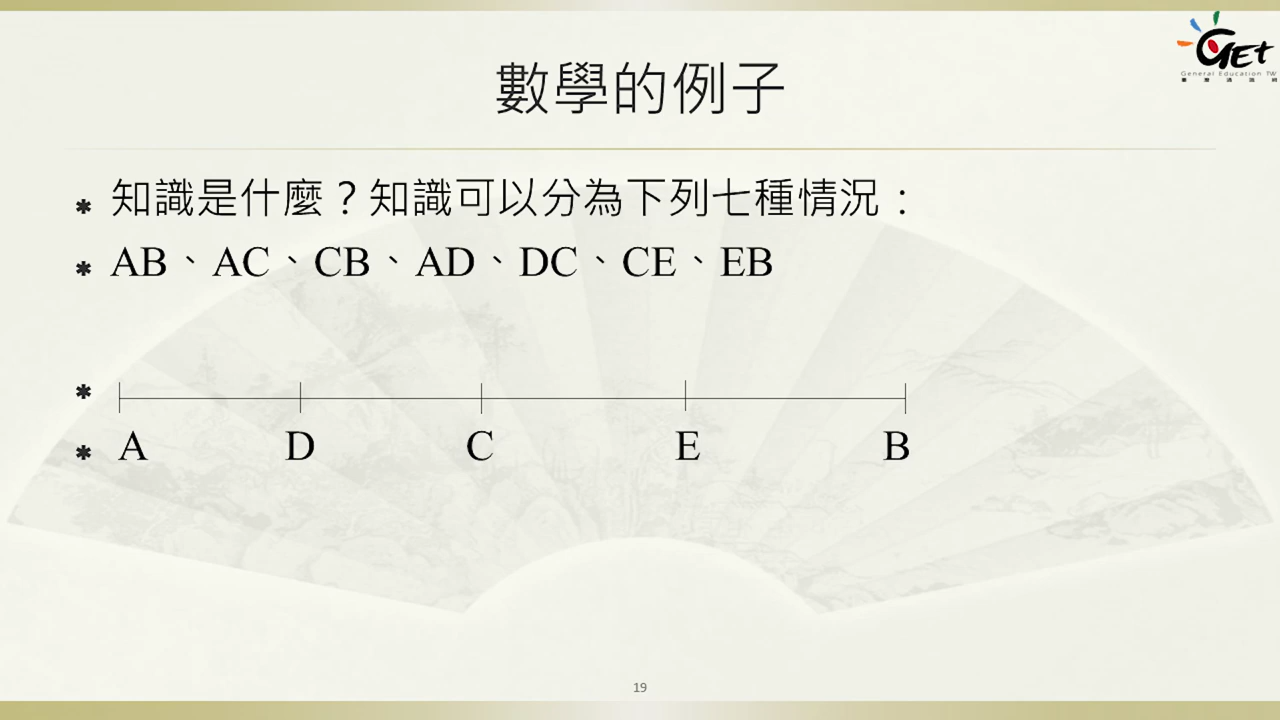 GET
General Education TW
數學的例子
* 知識是什麼？知識可以分為下列七種情況：
* AB、AC、CB、AD、DC、CE、EB
*
* A D C E B
19